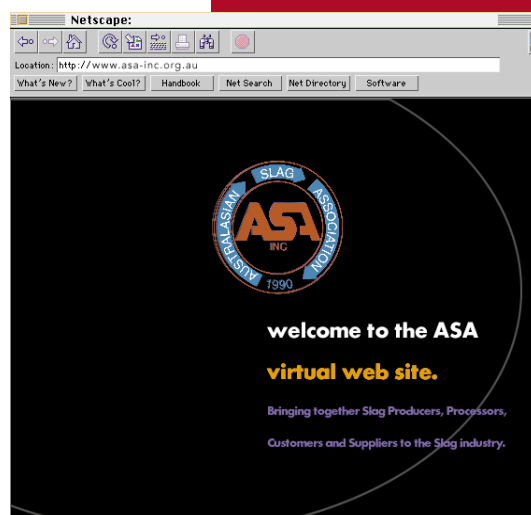 Netscape:
Location: http://www.asa-inc.org.au
What's New? What's Cool? Handbook Net Search Net Directory Software
AUSTRALASIAN SLAG ASSOCIATION
ASA
INC
1990
welcome to the ASA
virtual web site.
Bringing together Slag Producers, Processors,
Customers and Suppliers to the Slag industry.